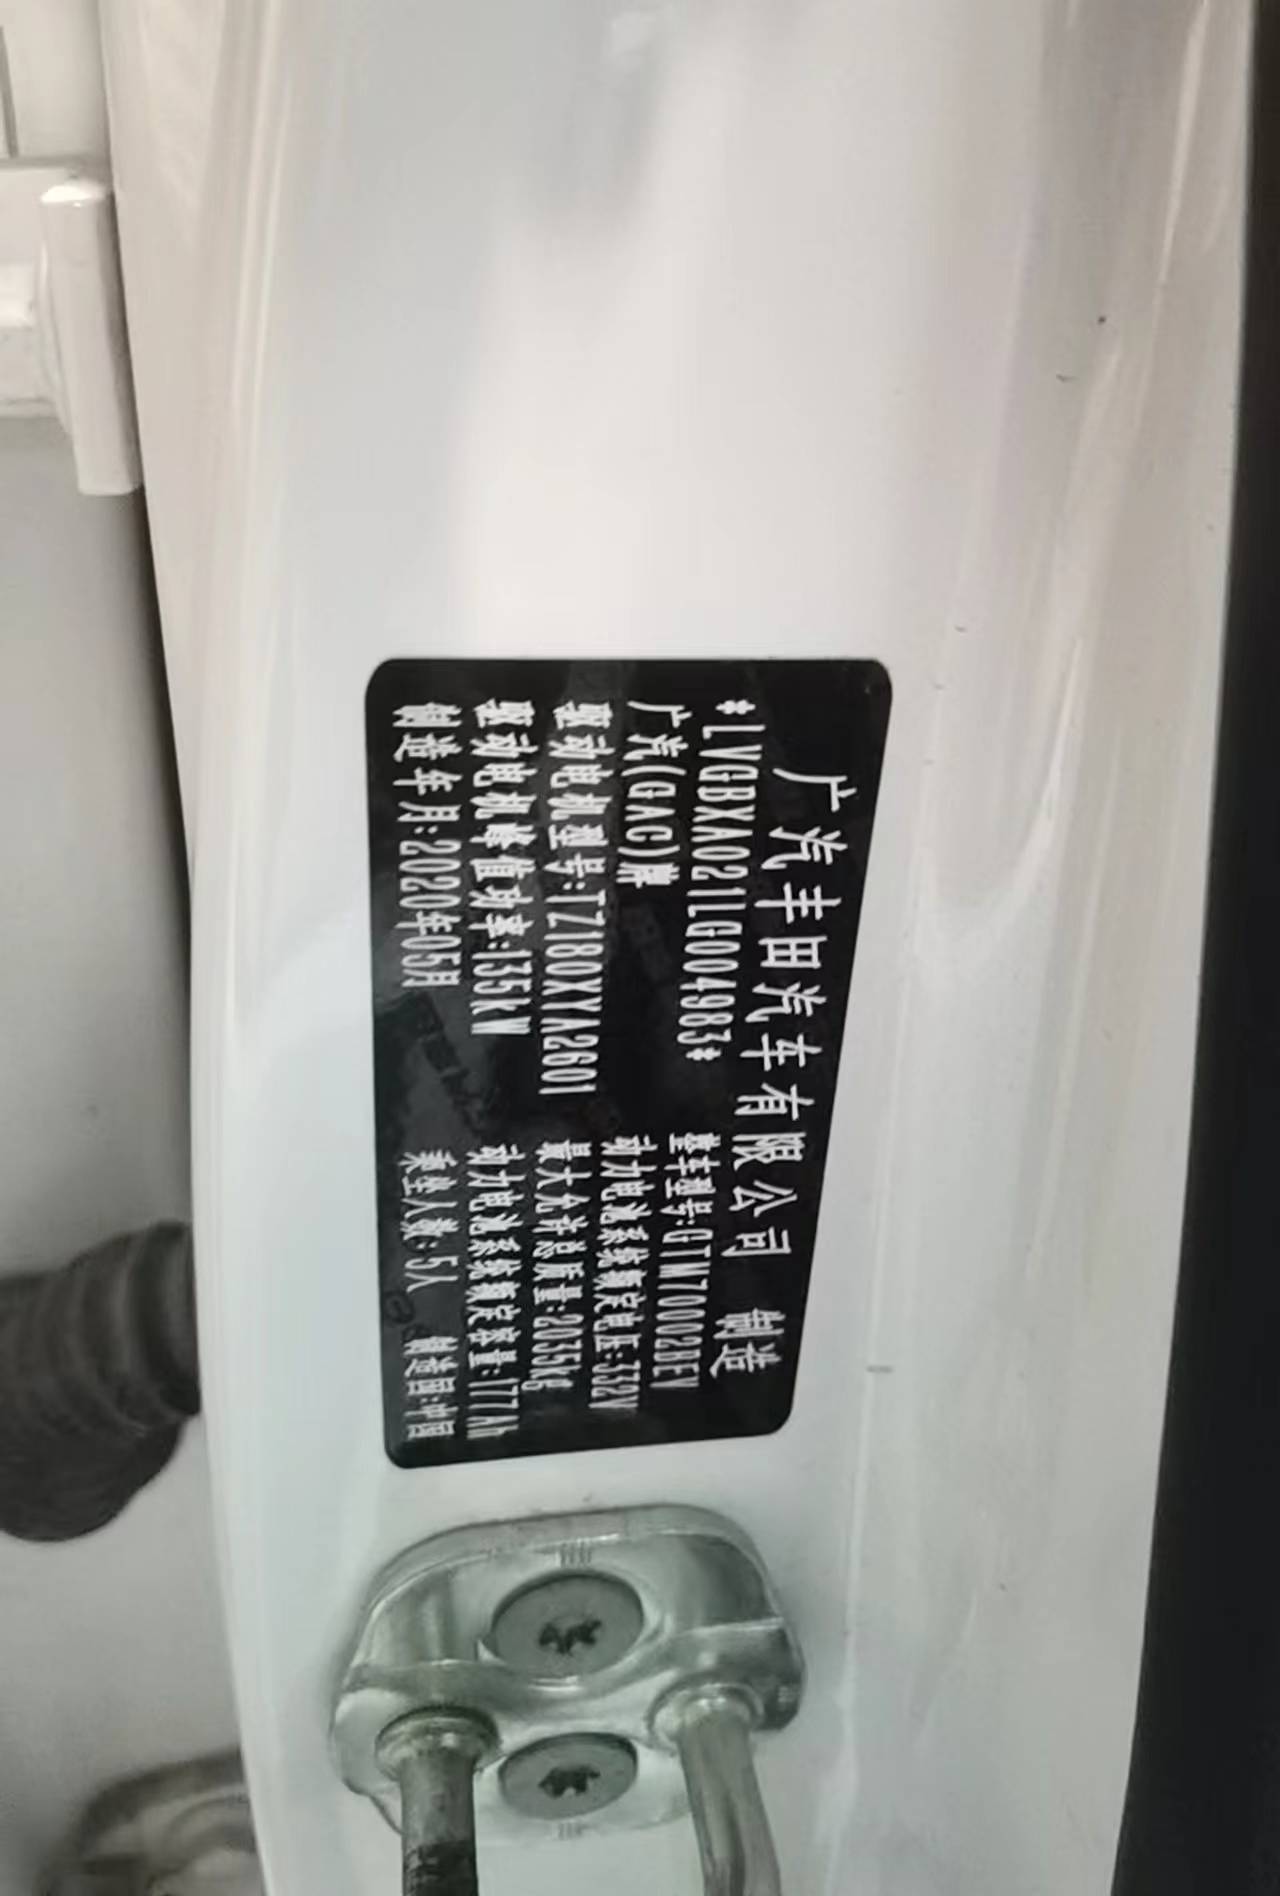 广汽丰田汽车有限公司 制造
*LVGBXA021LG004983*
整车型号:GTM70002BEV
广汽(GAC)牌
动力电池系统额定电压:332V
驱动电机型号:TZ180XYA2601
最大允许总质量:2035kg
驱动电机峰值功率:135kW
动力电池系统额定容量:177Ah
制造年月:2020年05月
乘坐人数:5人
制造国:中国